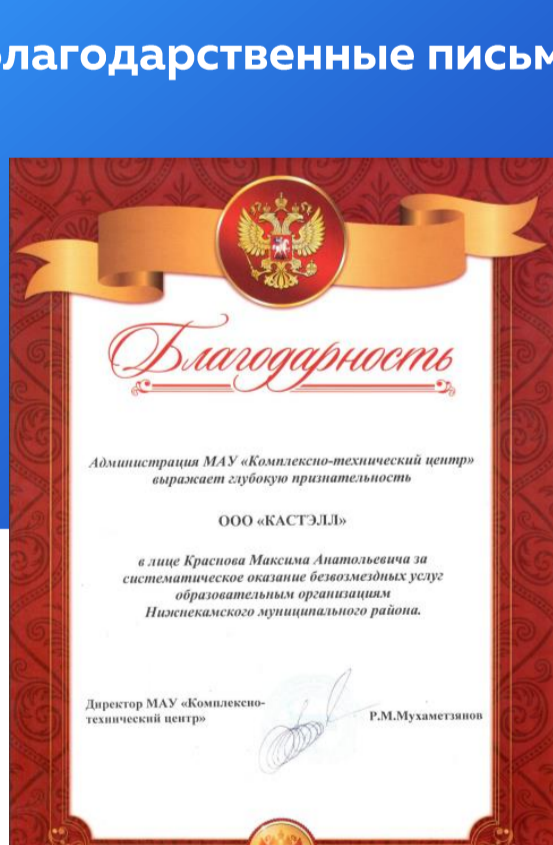 лагодарственные письм
Благодарность
Администрация МАУ «Комплексно-технический центр»
выражает глубокую признательность
ООО «КАСТЭЛЛ»
в лице Краснова Максима Анатольевича за
систематическое оказание безвозмездных услуг
образовательным организациям
Нижнекамского муниципального района.
Директор МАУ «Комплексно-
технический центр»
Р.М.Мухаметзянов